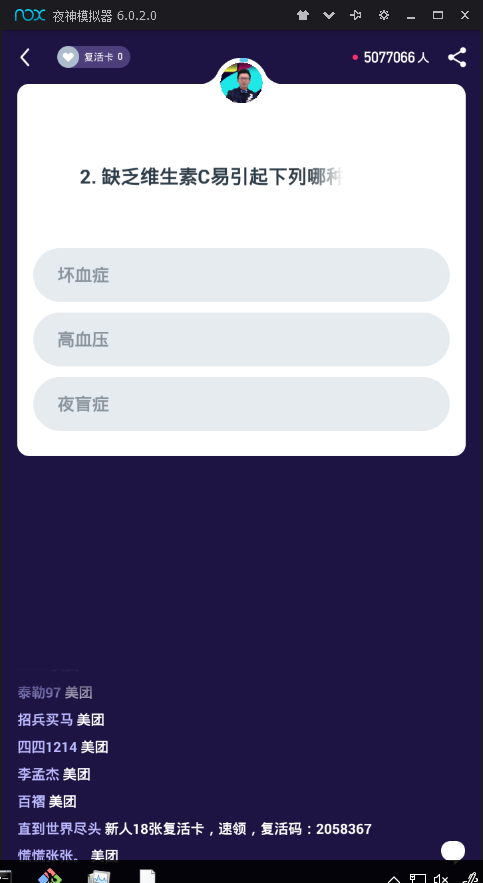 nox 夜神模拟器 6.0.2.0
复活卡 0
5077066 人
2. 缺乏维生素C易引起下列哪种
坏血症
高血压
夜盲症
泰勒97 美团
招兵买马 美团
四四1214 美团
李孟杰 美团
百褶 美团
直到世界尽头 新人18张复活卡，速领，复活码：2058367
慌慌张张。 美团